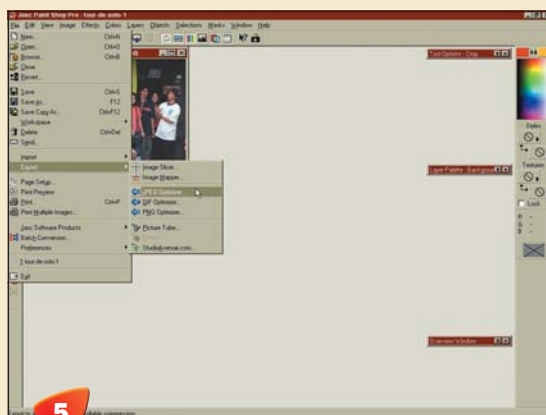 Jasc Paint Shop Pro - tour-de-solo-1
File Edit View Image Effects Colors Layers Objects Selections Masks Window Help
New... Ctrl+N
Open... Ctrl+O
Browse... Ctrl+B
Close
Revert...
Save Ctrl+S
Save As... F12
Save Copy As... Ctrl+F12
Workspace
Delete Ctrl+Del
Send...
Import
Export
Page Setup...
Print Preview
Print... Ctrl+P
Print Multiple Images...
Jasc Software Products
Batch Conversion...
Preferences
1 tour-de-solo-1
Exit
Image Slicer...
Image Mapper...
JPEG Optimizer...
GIF Optimizer...
PNG Optimizer...
Picture Tube...
StudioAvenue.com...
Tool Options - Crop
Layer Palette - Background
Overview Window
Styles
Textures
Lock
R: -
G: -
B: -
5